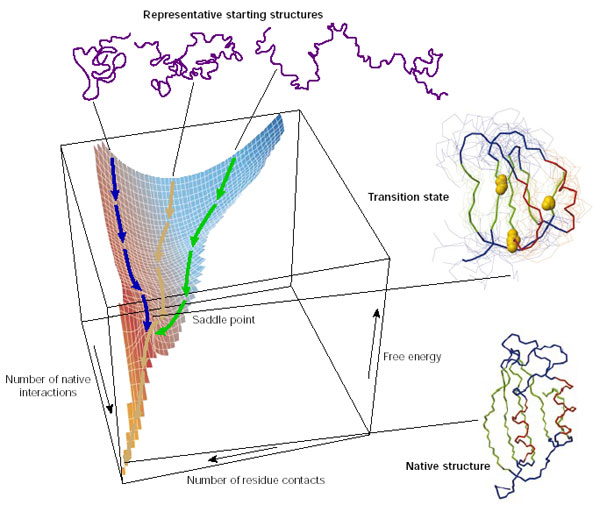 Representative starting structures
Transition state
Saddle point
Free energy
Number of native
interactions
Number of residue contacts
Native structure